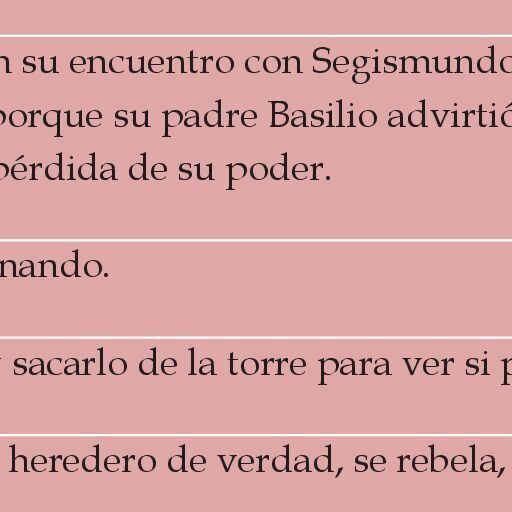 n su encuentro con Segismundo
porque su padre Basilio advirtió
pérdida de su poder.
nando.
sacarlo de la torre para ver si p
heredero de verdad, se rebela,